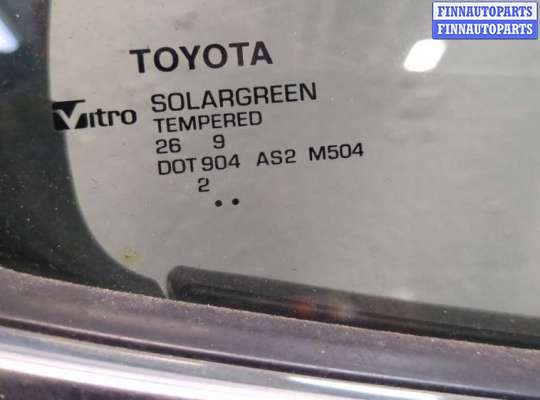 FINNAUTOPARTS
FINNAUTOPARTS
TOYOTA
Vitro SOLARGREEN
TEMPERED
26 9
DOT 904 AS2 M504
2